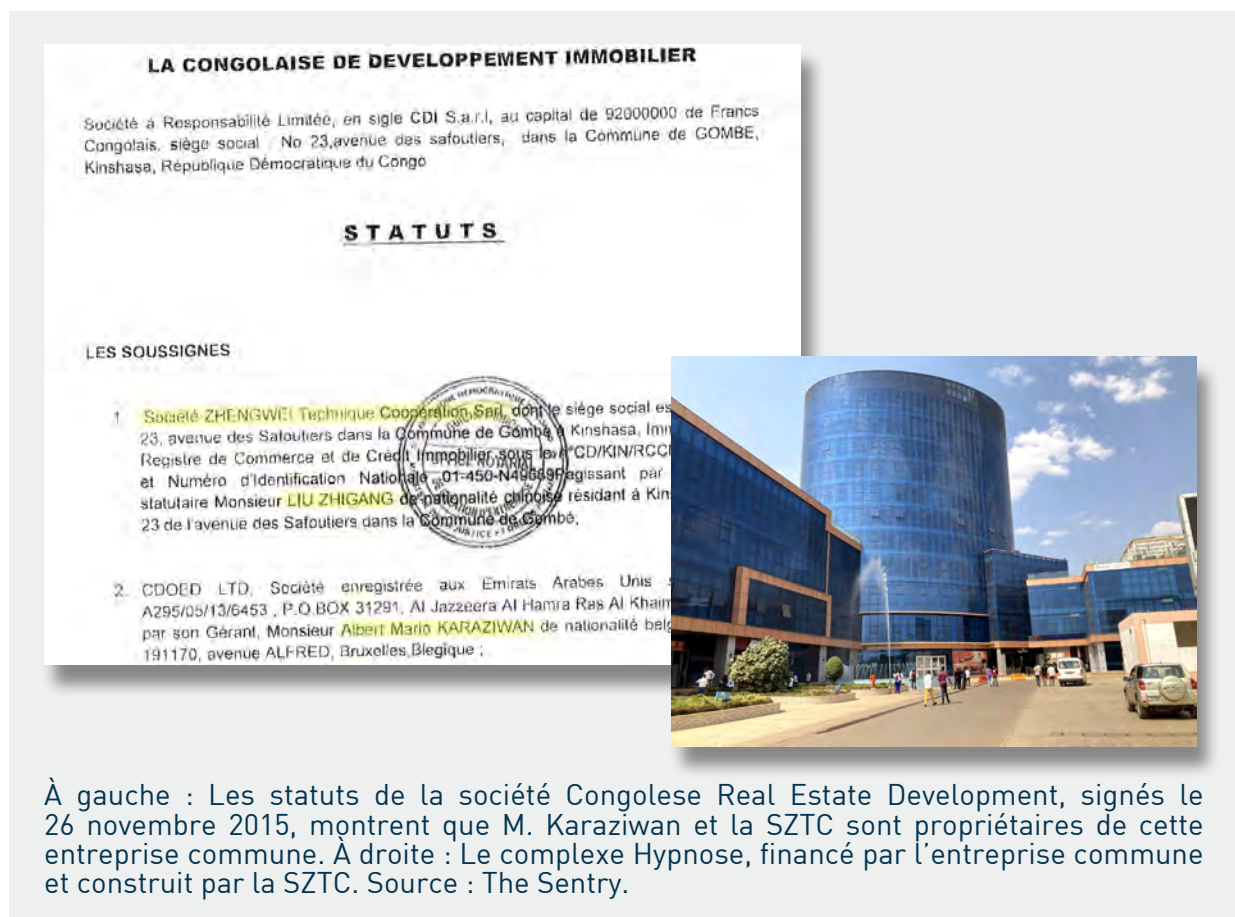 LA CONGOLAISE DE DEVELOPPEMENT IMMOBILIER
Société à Responsabilité Limitée, en sigle CDI S.a.r.l, au capital de 92000000 de Francs
Congolais, siège social No 23,avenue des safoutiers, dans la Commune de GOMBE,
Kinshasa, République Démocratique du Congo
STATUTS
LES SOUSSIGNES
1. Société ZHENGWEI Technique Coopération Sarl, dont le siège social es
23, avenue des Safoutiers dans la Commune de Gombe à Kinshasa, Imm
Registre de Commerce et de Crédit Immobilier sous le n°CD/KIN/RCC
et Numéro d'Identification Nationale 01-450-N49689 agissant par
statutaire Monsieur LIU ZHIGANG de nationalité chinoise résidant à Kin
23 de l'avenue des Safoutiers dans la Commune de Gombé,
OFFICE NOTARIAL
2. CDOED LTD, Société enregistrée aux Emirats Arabes Unis
A295/05/13/6453 , P.O.BOX 31291, Al Jazzeera Al Hamra Ras Al Khaim
par son Gérant, Monsieur Albert Mario KARAZIWAN de nationalité belg
191170, avenue ALFRED, Bruxelles,Blegique ;
À gauche : Les statuts de la société Congolese Real Estate Development, signés le
26 novembre 2015, montrent que M. Karaziwan et la SZTC sont propriétaires de cette
entreprise commune. À droite : Le complexe Hypnose, financé par l'entreprise commune
et construit par la SZTC. Source : The Sentry.